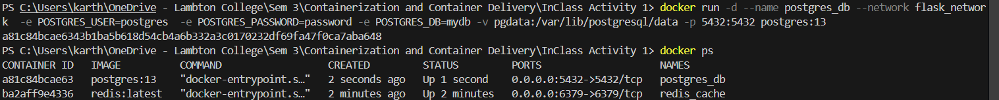 PS C:\Users\karth\OneDrive - Lambton College\Sem 3\Containerization and Container Delivery\InClass Activity 1> docker run -d --name postgres_db --network flask_networ
k  -e POSTGRES_USER=postgres  -e POSTGRES_PASSWORD=password -e POSTGRES_DB=mydb -v pgdata:/var/lib/postgresql/data -p 5432:5432 postgres:13
a81c84bcae6343b1ba5b618d54cb4a6b332a3c0170232df69fa47f0ca7aba648
PS C:\Users\karth\OneDrive - Lambton College\Sem 3\Containerization and Container Delivery\InClass Activity 1> docker ps
CONTAINER ID   IMAGE          COMMAND                  CREATED         STATUS         PORTS                    NAMES
a81c84bcae63   postgres:13    "docker-entrypoint.s…"   2 seconds ago   Up 1 second    0.0.0.0:5432->5432/tcp   postgres_db
ba2aff9e4336   redis:latest   "docker-entrypoint.s…"   2 minutes ago   Up 2 minutes   0.0.0.0:6379->6379/tcp   redis_cache